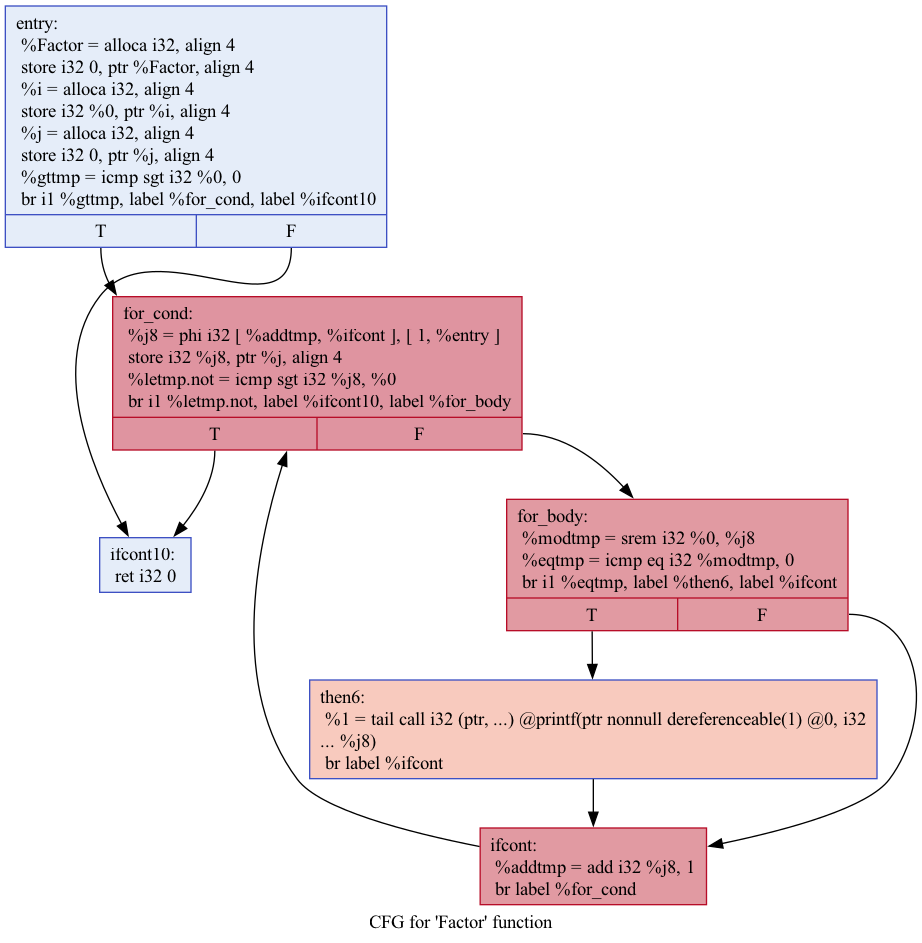 entry:
%Factor = alloca i32, align 4
store i32 0, ptr %Factor, align 4
%i = alloca i32, align 4
store i32 %0, ptr %i, align 4
%j = alloca i32, align 4
store i32 0, ptr %j, align 4
%gttmp = icmp sgt i32 %0, 0
br i1 %gttmp, label %for_cond, label %ifcont10
T F
for_cond:
%j8 = phi i32 [ %addtmp, %ifcont ], [ 1, %entry ]
store i32 %j8, ptr %j, align 4
%letmp.not = icmp sgt i32 %j8, %0
br i1 %letmp.not, label %ifcont10, label %for_body
T F
ifcont10:
ret i32 0
for_body:
%modtmp = srem i32 %0, %j8
%eqtmp = icmp eq i32 %modtmp, 0
br i1 %eqtmp, label %then6, label %ifcont
T F
then6:
%1 = tail call i32 (ptr, ...) @printf(ptr nonnull dereferenceable(1) @0, i32
... %j8)
br label %ifcont
ifcont:
%addtmp = add i32 %j8, 1
br label %for_cond
CFG for 'Factor' function